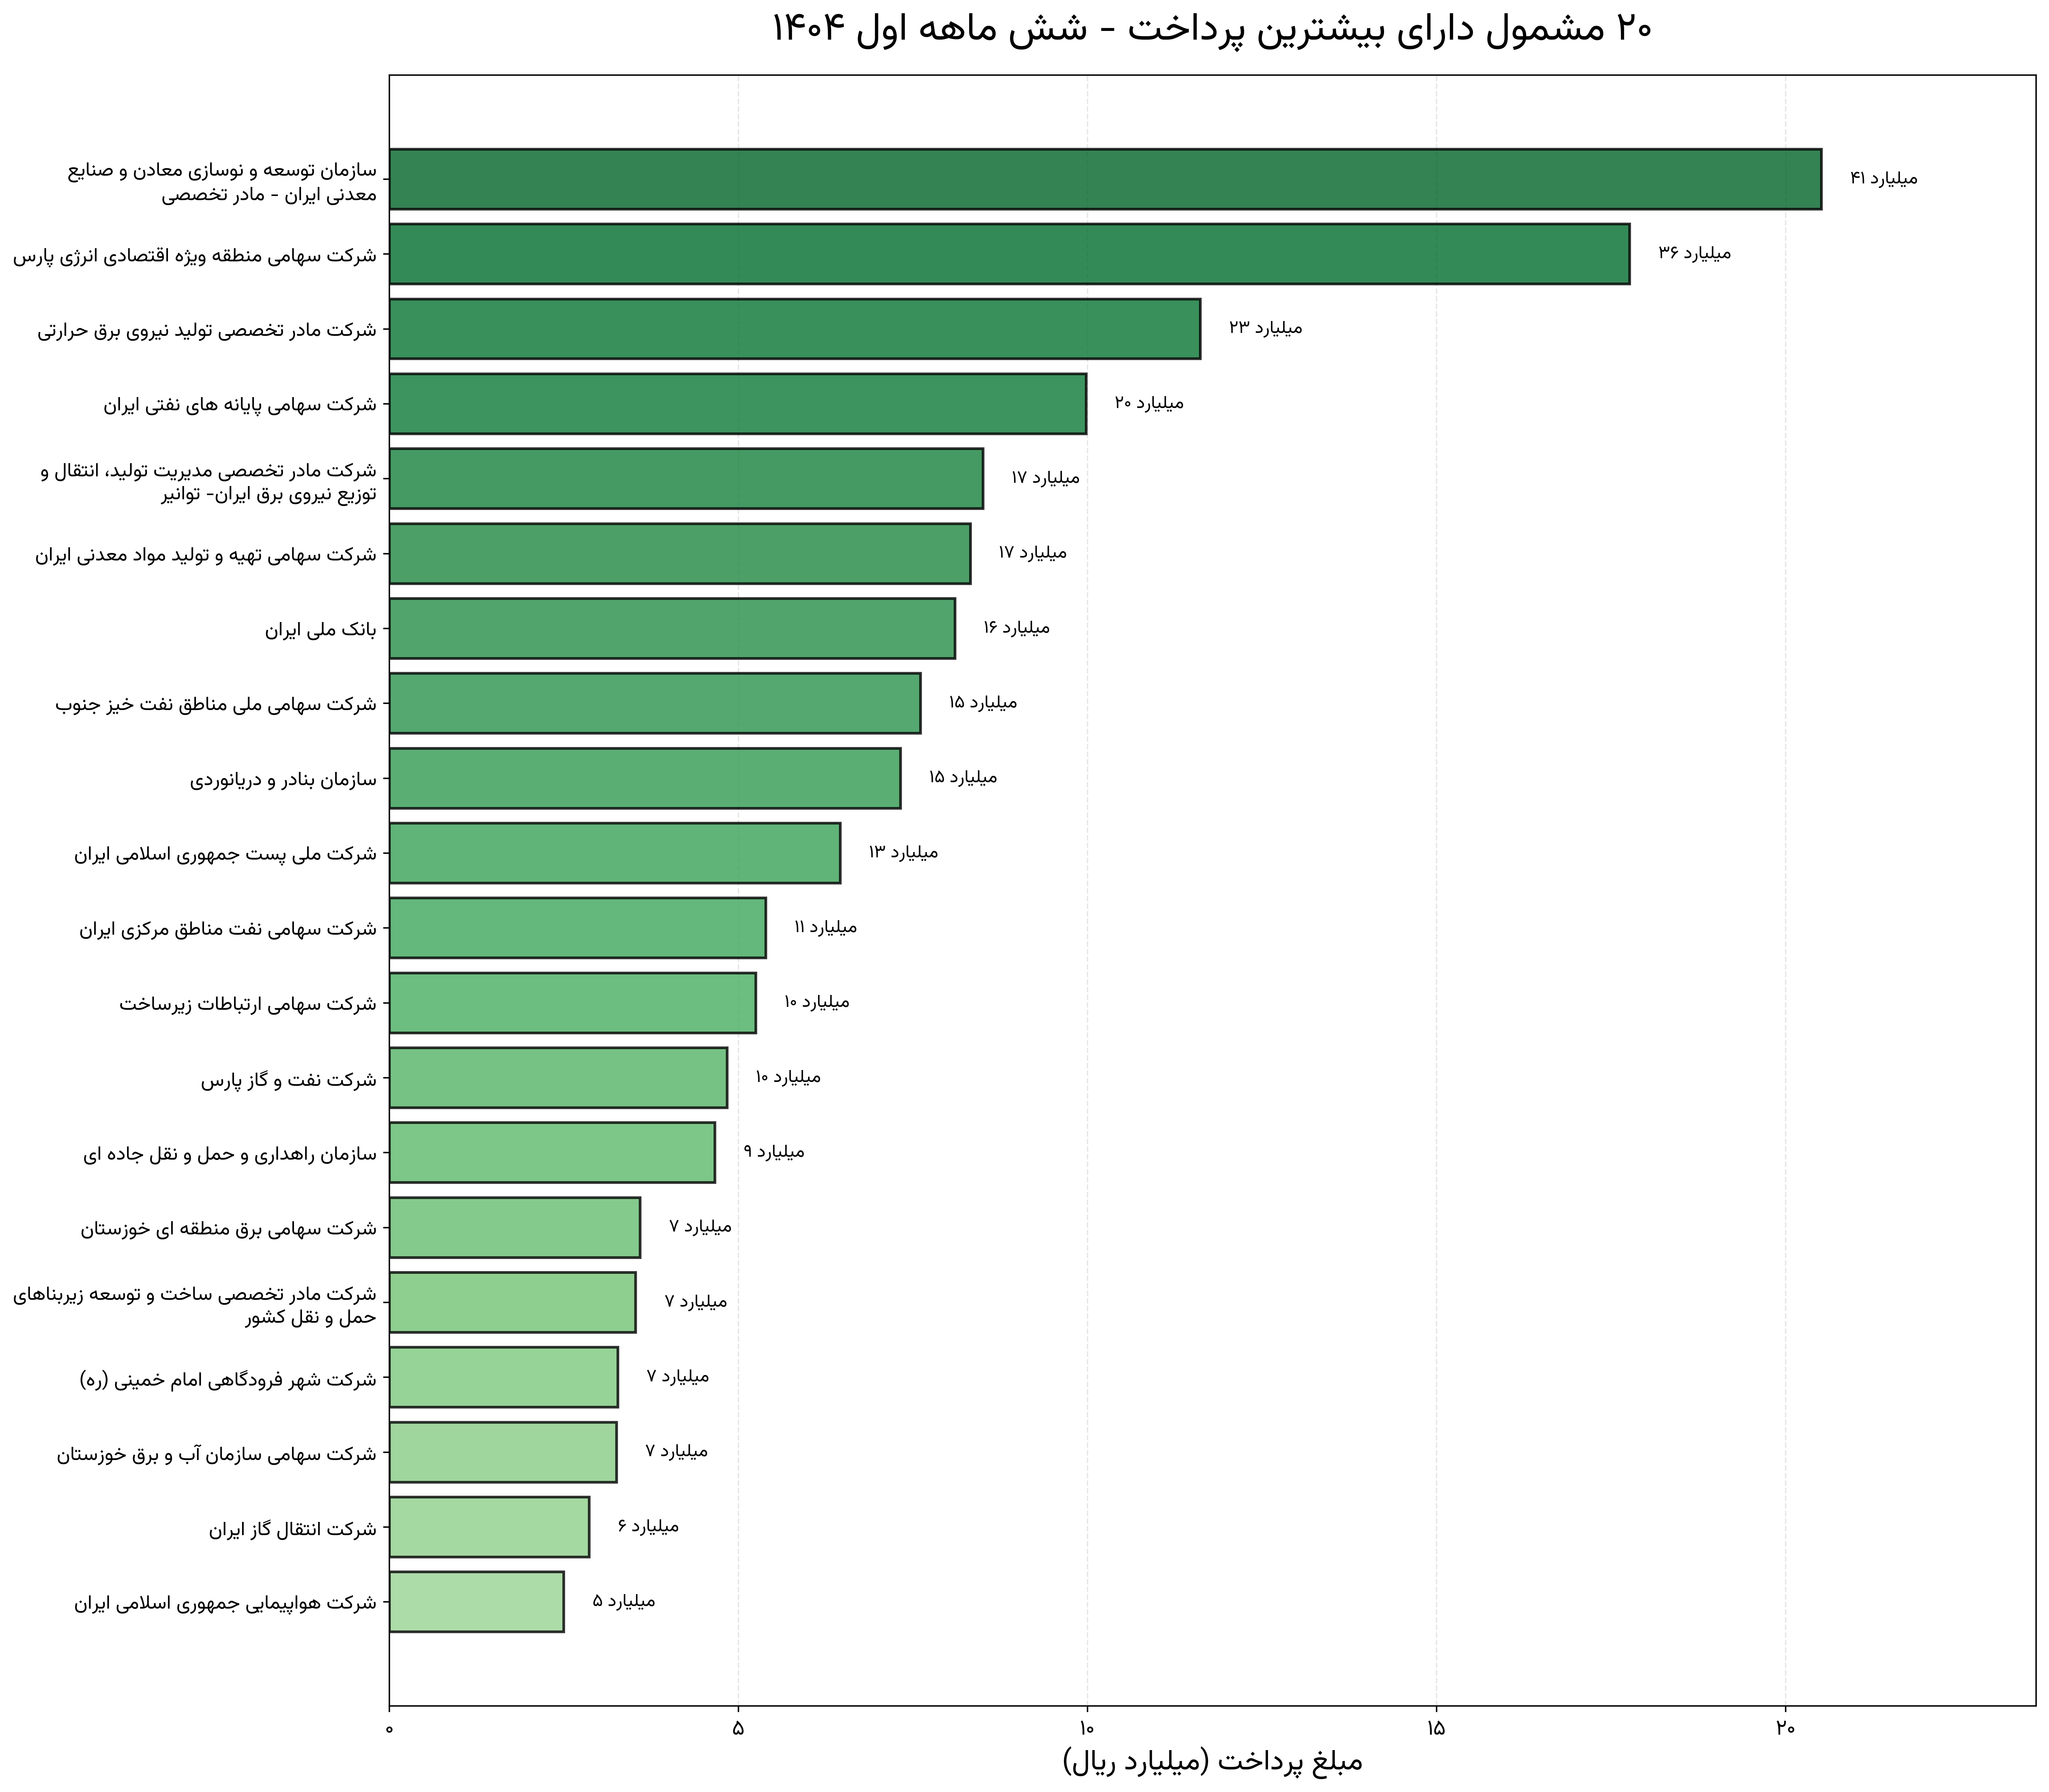 ۲۰ مشمول دارای بیشترین پرداخت - شش ماهه اول ۱۴۰۴
سازمان توسعه و نوسازی معادن و صنایع
معدنی ایران - مادر تخصصی
میلیارد ۴۱
شرکت سهامی منطقه ویژه اقتصادی انرژی پارس
میلیارد ۳۶
شرکت مادر تخصصی تولید نیروی برق حرارتی
میلیارد ۲۳
شرکت سهامی پایانه های نفتی ایران
میلیارد ۲۰
شرکت مادر تخصصی مدیریت تولید، انتقال و
توزیع نیروی برق ایران- توانیر
میلیارد ۱۷
شرکت سهامی تهیه و تولید مواد معدنی ایران
میلیارد ۱۷
بانک ملی ایران
میلیارد ۱۶
شرکت سهامی ملی مناطق نفت خیز جنوب
میلیارد ۱۵
سازمان بنادر و دریانوردی
میلیارد ۱۵
شرکت ملی پست جمهوری اسلامی ایران
میلیارد ۱۳
شرکت سهامی نفت مناطق مرکزی ایران
میلیارد ۱۱
شرکت سهامی ارتباطات زیرساخت
میلیارد ۱۰
شرکت نفت و گاز پارس
میلیارد ۱۰
سازمان راهداری و حمل و نقل جاده ای
میلیارد ۹
شرکت سهامی برق منطقه ای خوزستان
میلیارد ۷
شرکت مادر تخصصی ساخت و توسعه زیربناهای
حمل و نقل کشور
میلیارد ۷
شرکت شهر فرودگاهی امام خمینی (ره)
میلیارد ۷
شرکت سهامی سازمان آب و برق خوزستان
میلیارد ۷
شرکت انتقال گاز ایران
میلیارد ۶
شرکت هواپیمایی جمهوری اسلامی ایران
میلیارد ۵
۰ ۵ ۱۰ ۱۵ ۲۰
مبلغ پرداخت (میلیارد ریال)